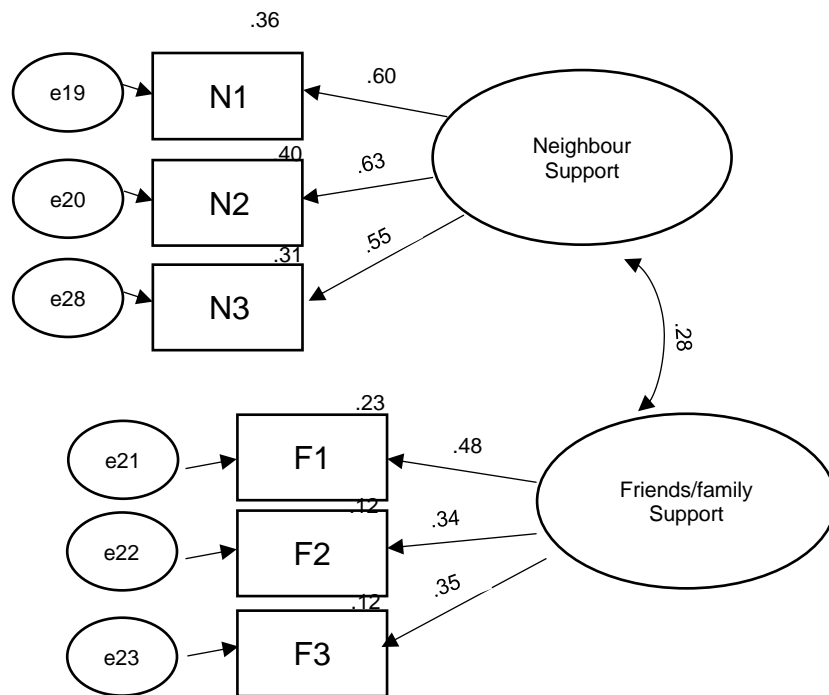 .36
e19
N1
.60
Neighbour
Support
.40
e20
N2
.63
.31
e28
N3
.55
.28
.23
e21
F1
.48
Friends/family
Support
.12
e22
F2
.34
.12
e23
F3
.35